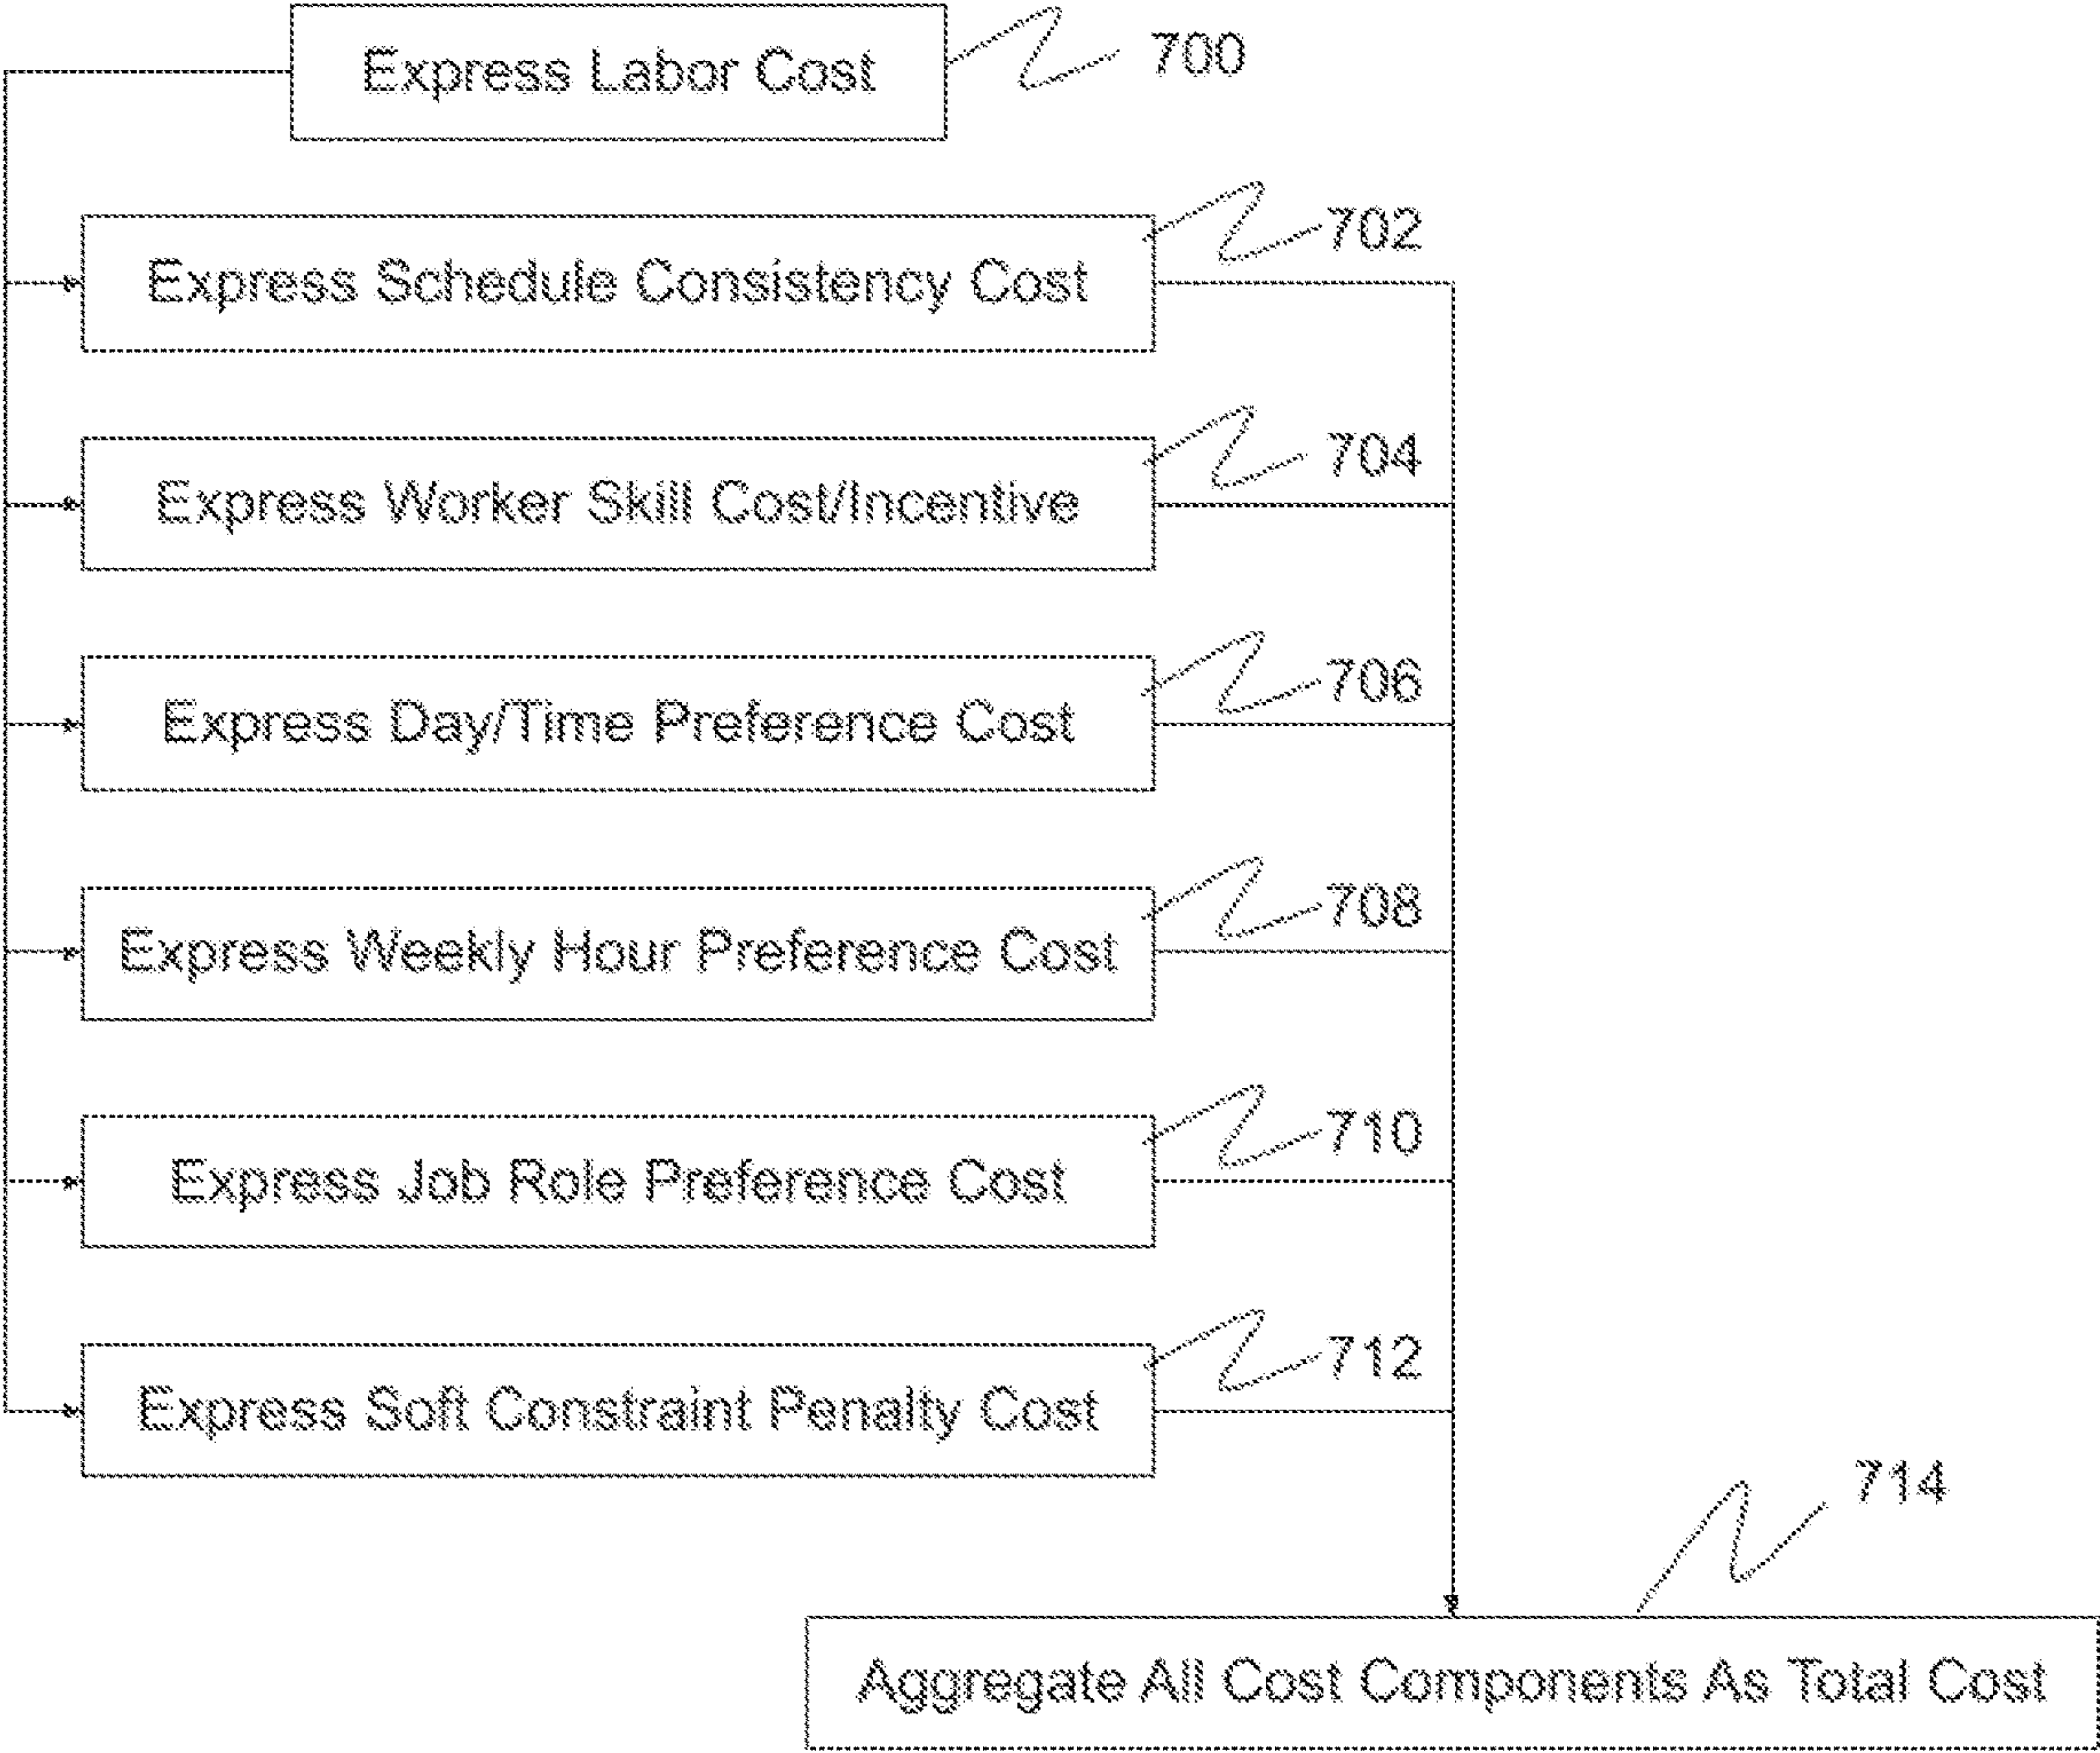 Express Labor Cost
700
Express Schedule Consistency Cost
702
Express Worker Skill Cost/Incentive
704
Express Day/Time Preference Cost
706
Express Weekly Hour Preference Cost
708
Express Job Role Preference Cost
710
Express Soft Constraint Penalty Cost
712
714
Aggregate All Cost Components As Total Cost